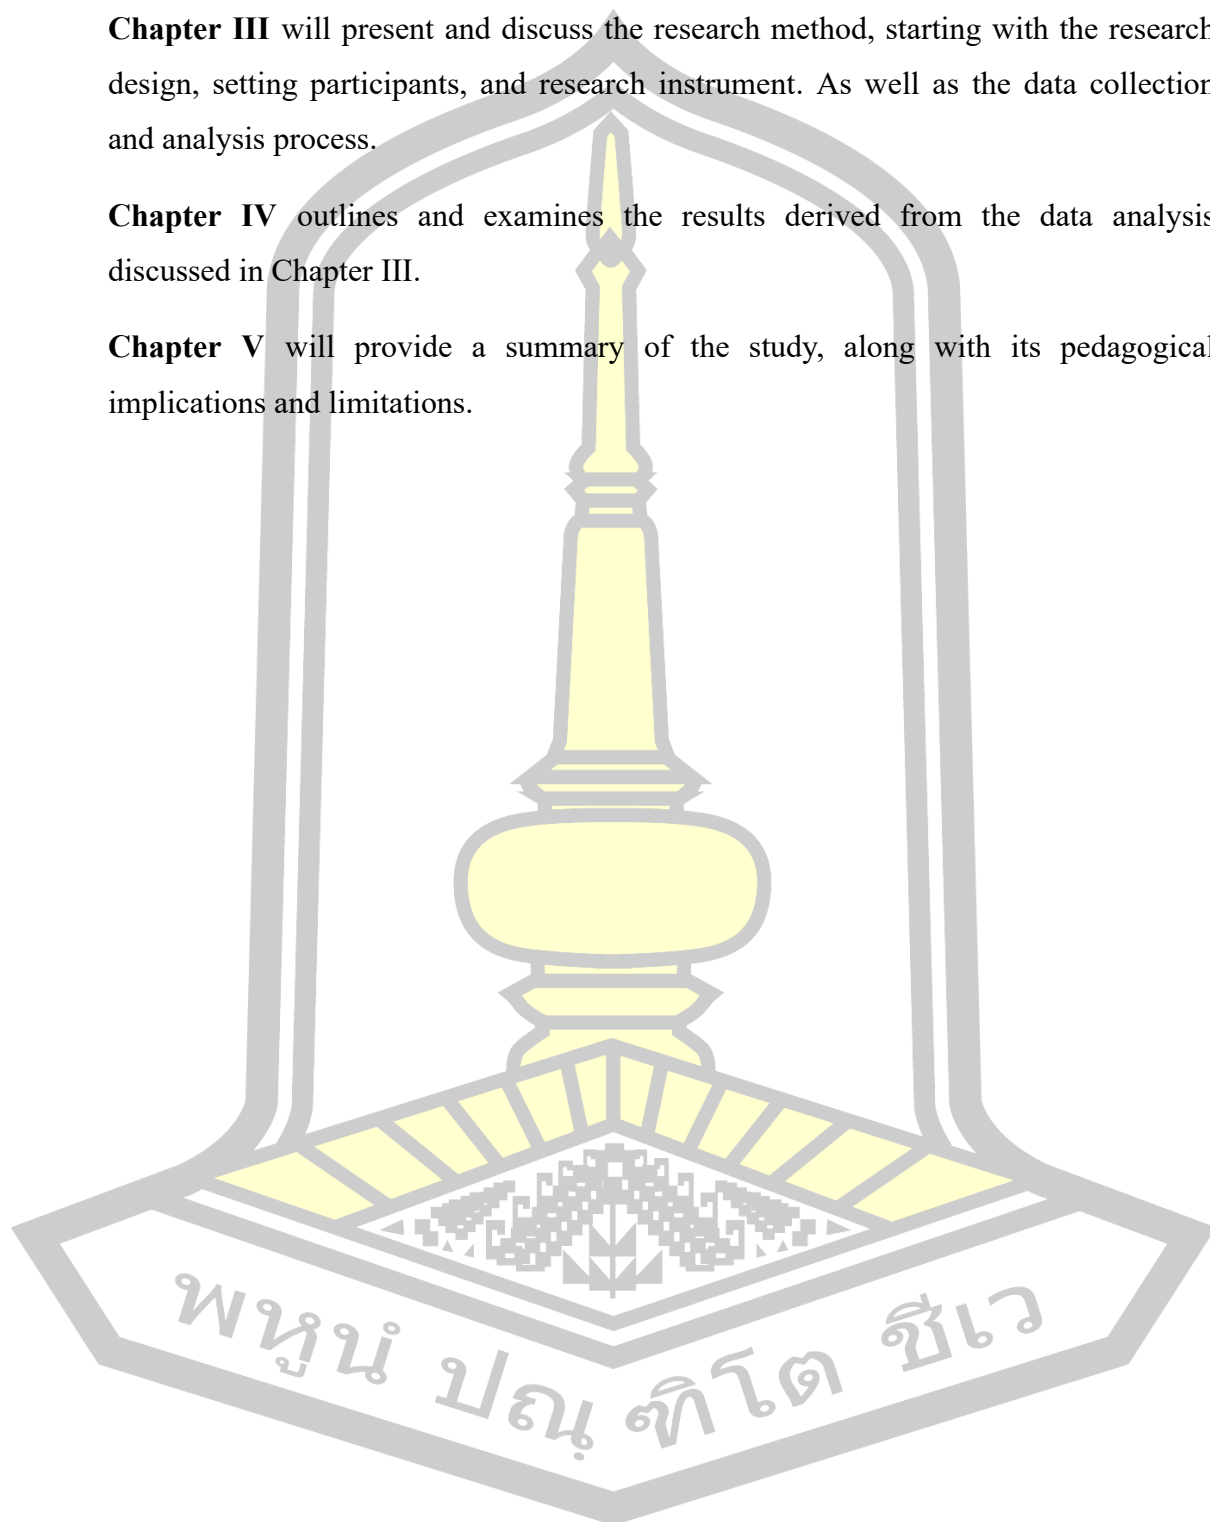 Chapter III will present and discuss the research method, starting with the research
design, setting participants, and research instrument. As well as the data collection
and analysis process.
Chapter IV outlines and examines the results derived from the data analysis
discussed in Chapter III.
Chapter V will provide a summary of the study, along with its pedagogical
implications and limitations.
พหูนํ ปณฺฑิโต ชีเว